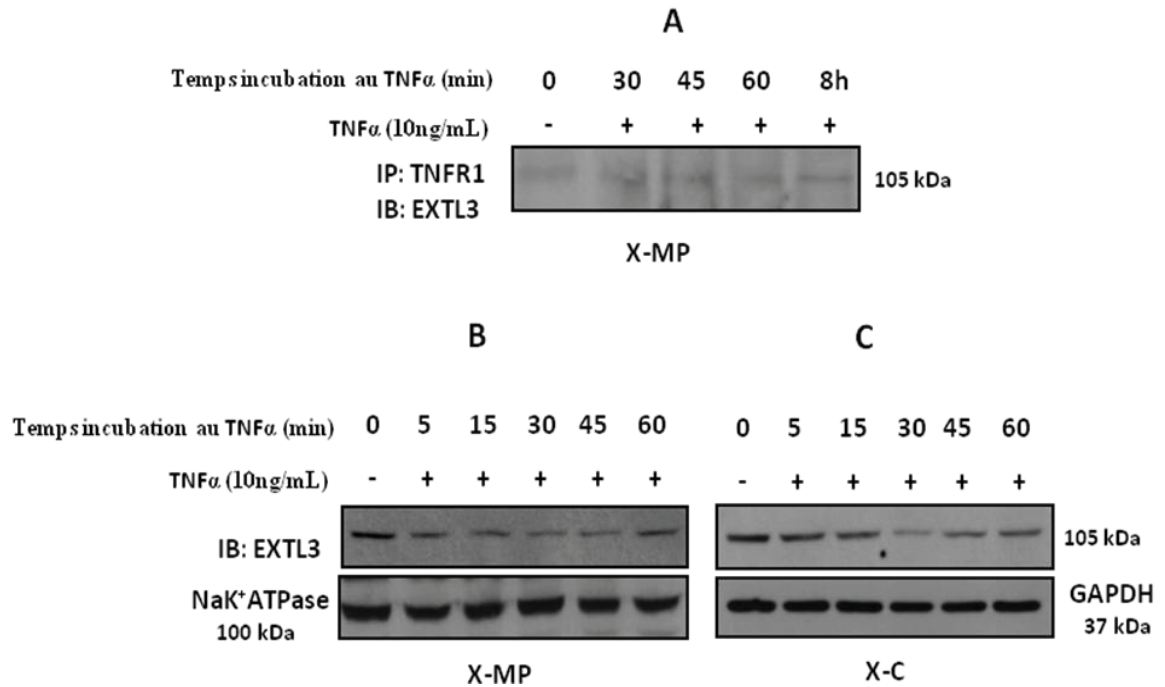 A
Temps incubation au TNFα (min) 0 30 45 60 8h
TNFα (10ng/mL) - + + + +
IP: TNFR1
IB: EXTL3
105 kDa
X-MP
B
Temps incubation au TNFα (min) 0 5 15 30 45 60
TNFα (10ng/mL) - + + + + +
IB: EXTL3
NaK⁺ATPase
100 kDa
X-MP
C
0 5 15 30 45 60
- + + + + +
105 kDa
GAPDH
37 kDa
X-C